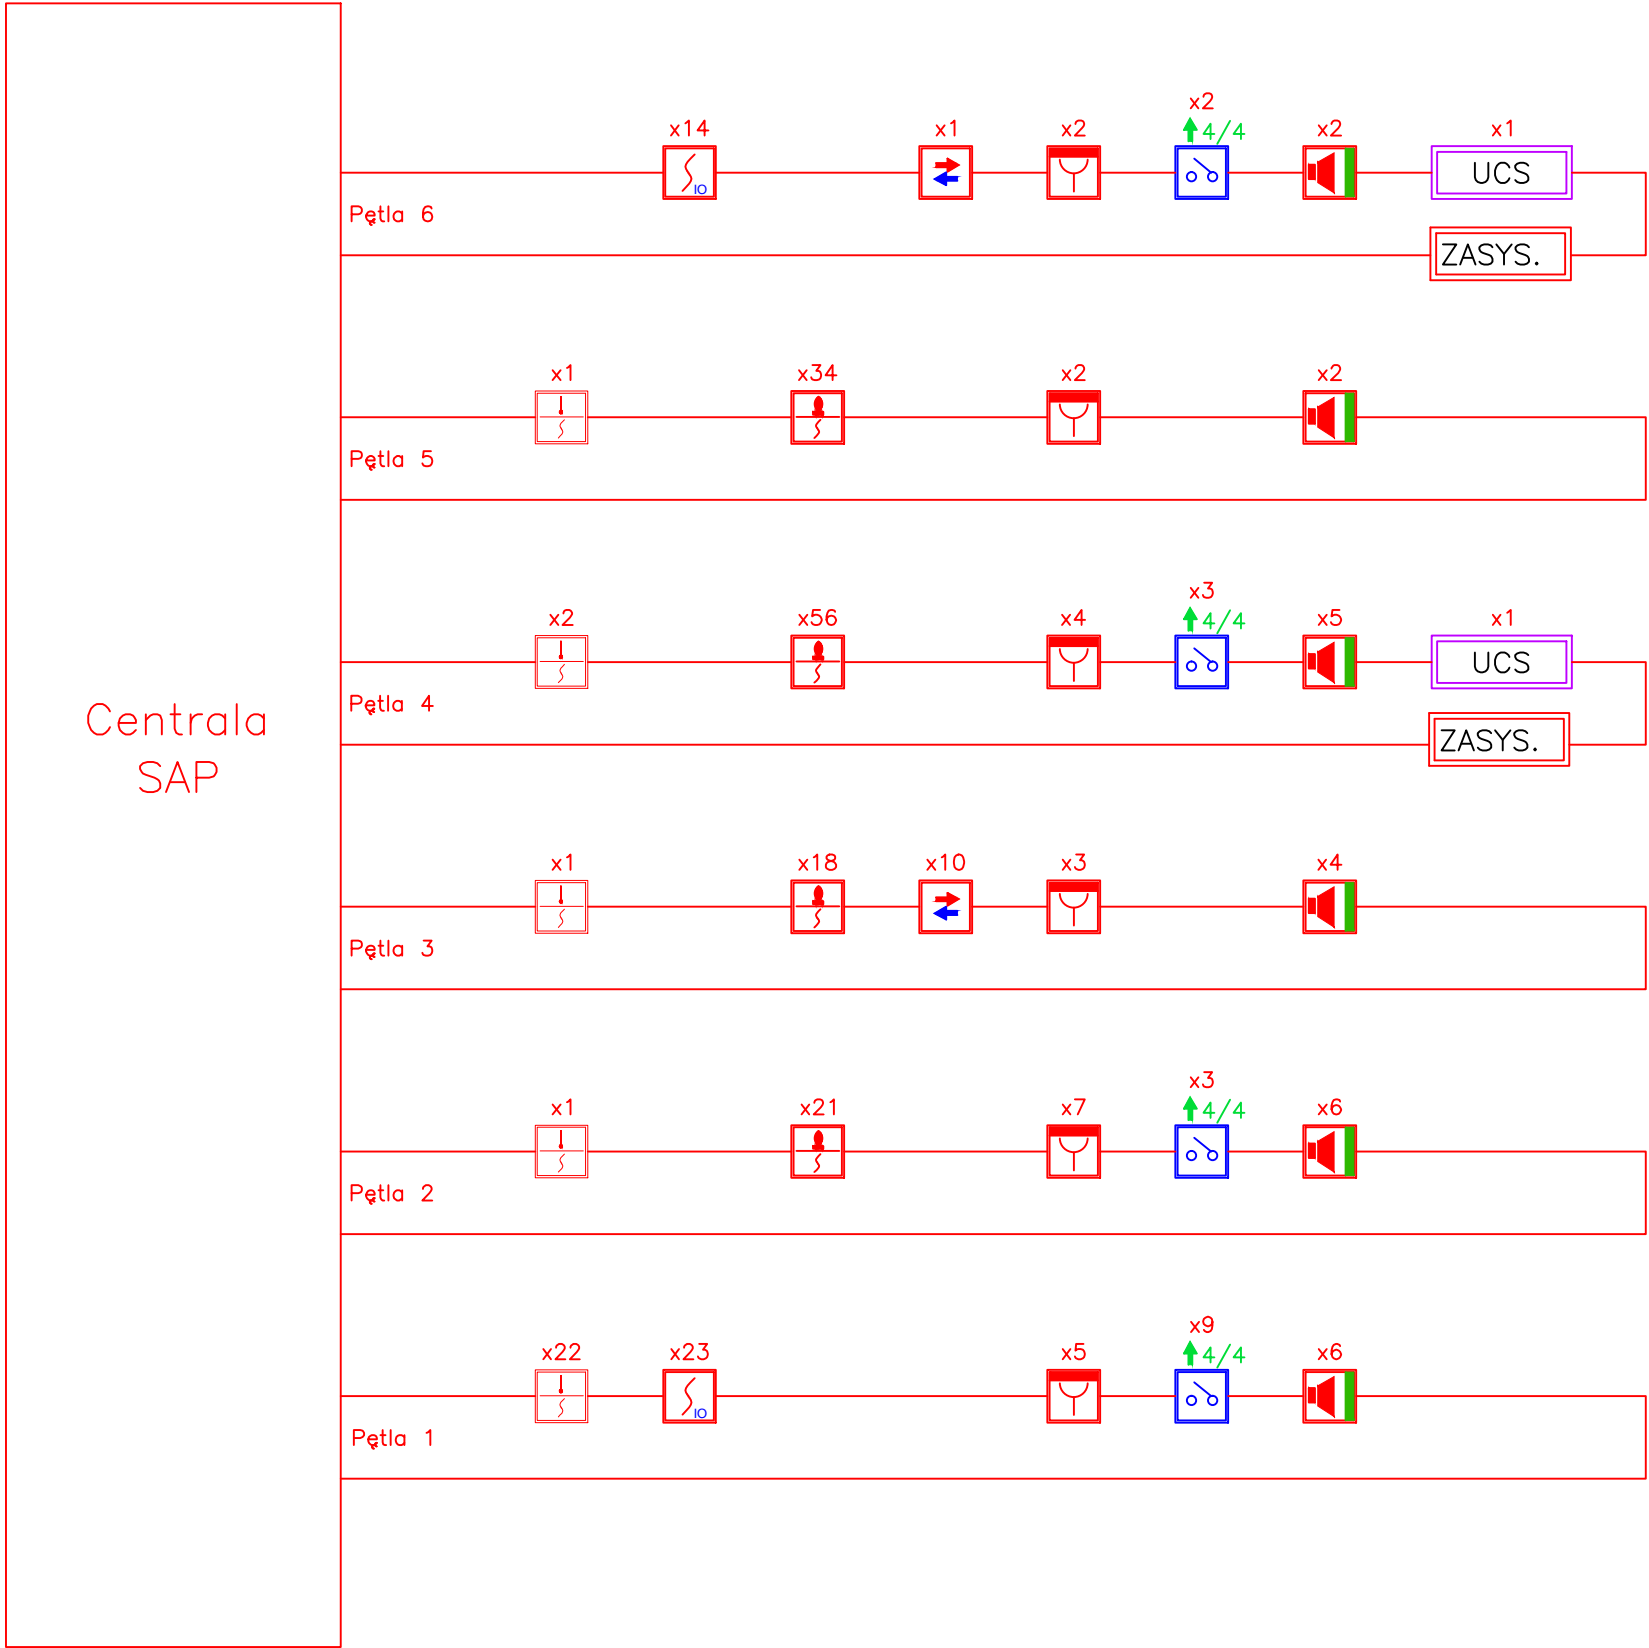 x2
x14 x1 x2 4/4 x2 x1
IO UCS
Pętla 6
ZASYS.
x1 x34 x2 x2
Pętla 5
x3
x2 x56 x4 4/4 x5 x1
UCS
Pętla 4
Centrala
ZASYS.
SAP
x1 x18 x10 x3 x4
Pętla 3
x3
x1 x21 x7 4/4 x6
Pętla 2
x9
x22 x23 x5 4/4 x6
IO
Pętla 1